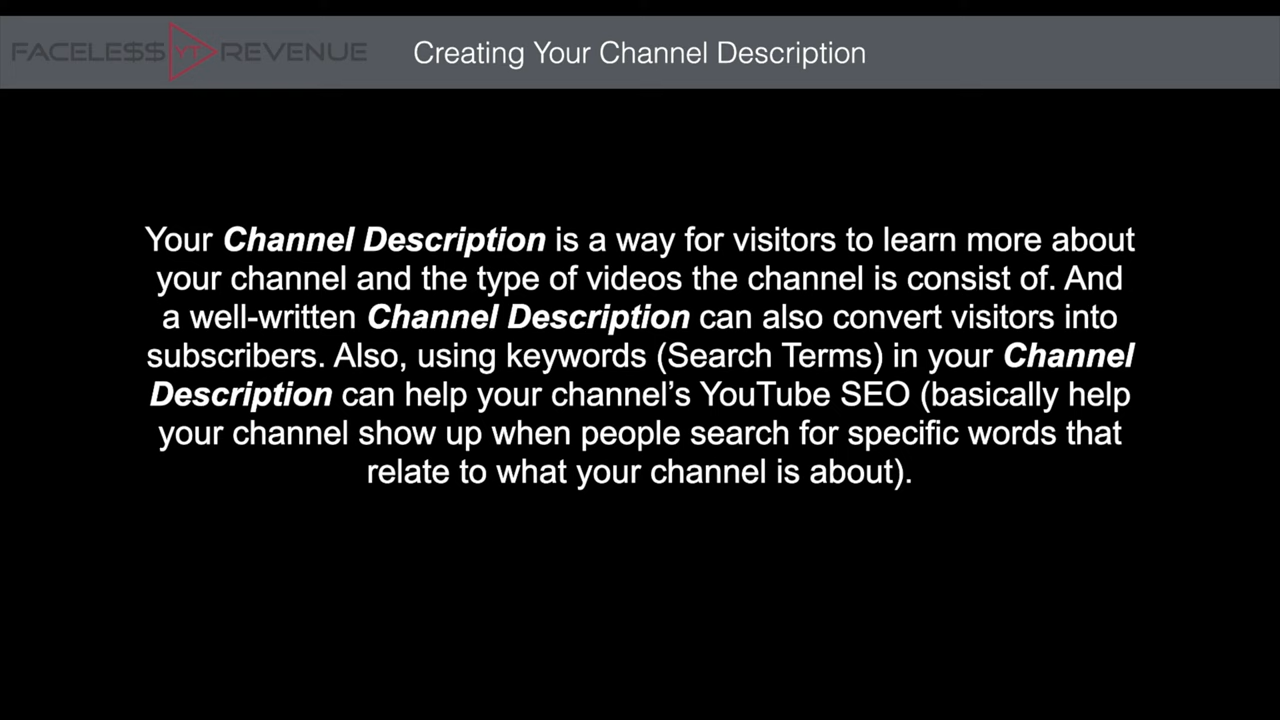 FACELE$$ YT REVENUE
Creating Your Channel Description
Your Channel Description is a way for visitors to learn more about
your channel and the type of videos the channel is consist of. And
a well-written Channel Description can also convert visitors into
subscribers. Also, using keywords (Search Terms) in your Channel
Description can help your channel’s YouTube SEO (basically help
your channel show up when people search for specific words that
relate to what your channel is about).